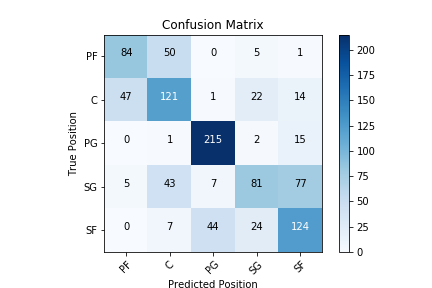 Confusion Matrix
PF 84 50 0 5 1
C 47 121 1 22 14
PG 0 1 215 2 15
SG 5 43 7 81 77
SF 0 7 44 24 124
PF C PG SG SF
True Position
Predicted Position
200
175
150
125
100
75
50
25
0